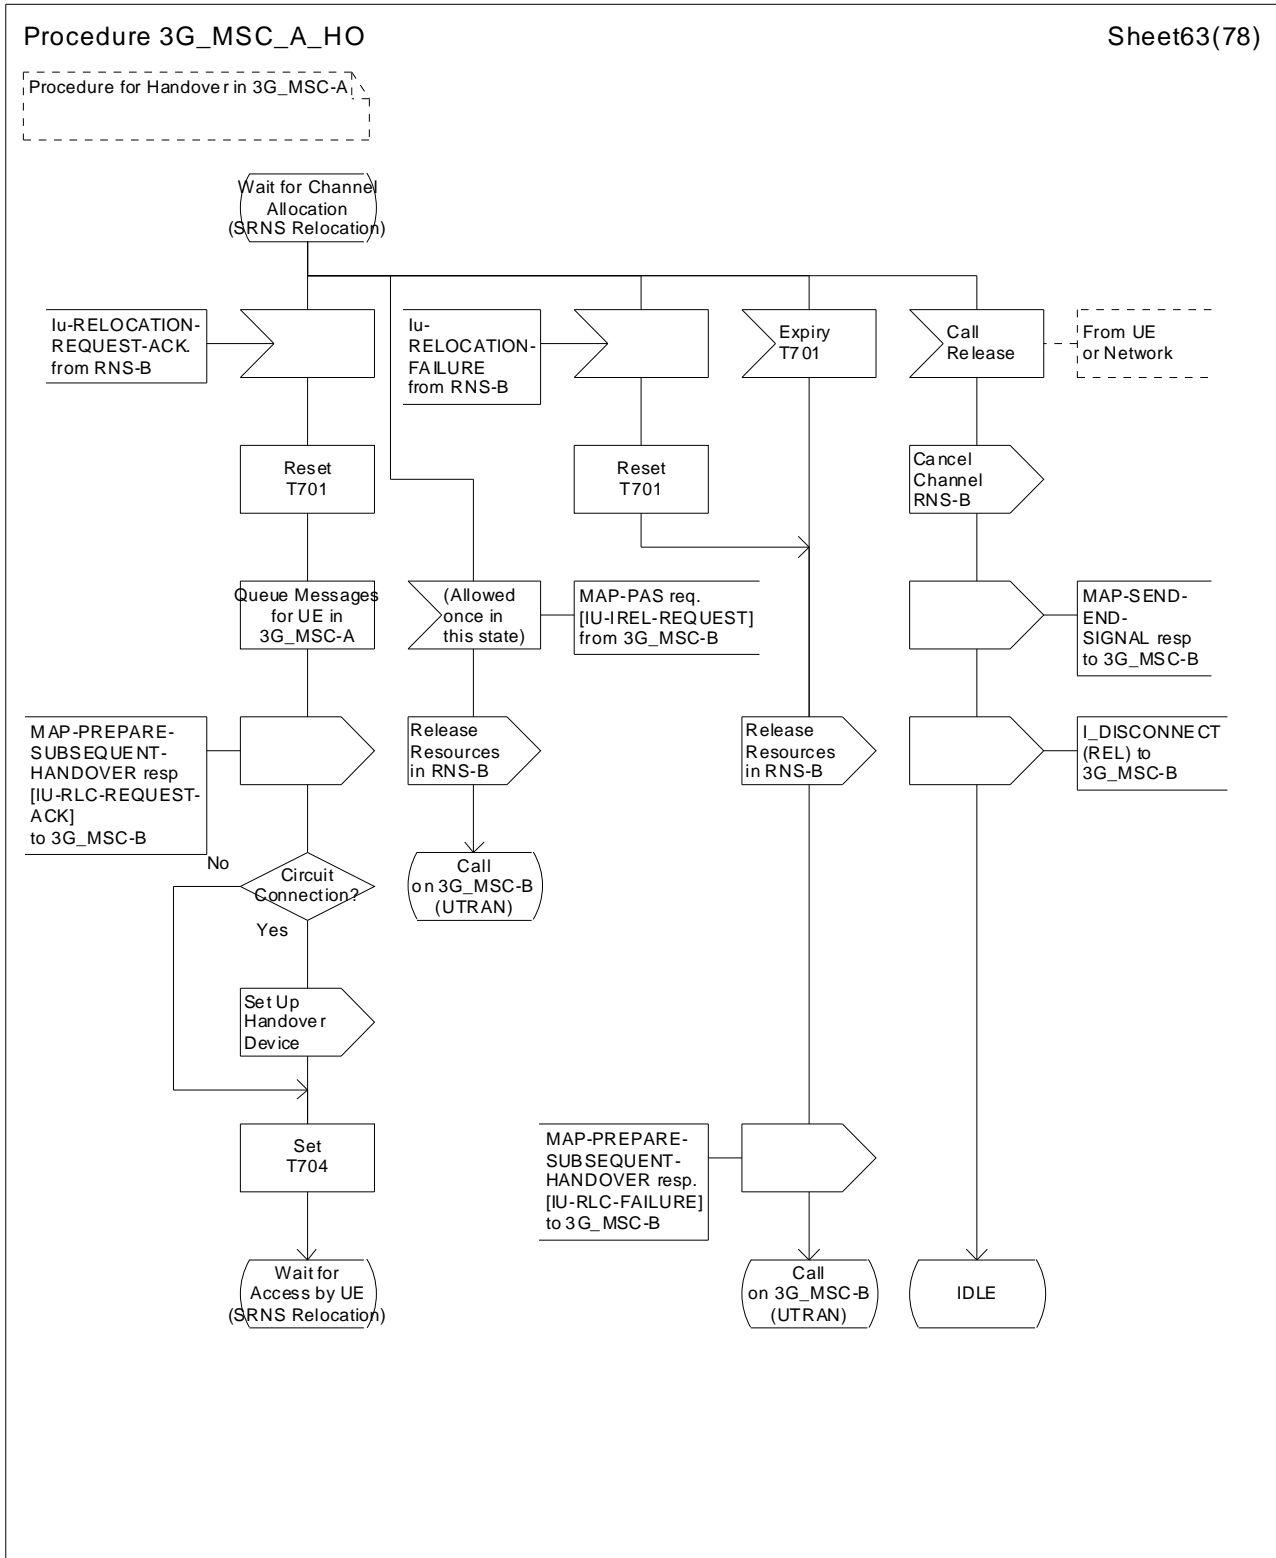 Procedure 3G_MSC_A_HO
Sheet63(78)
Procedure for Handover in 3G_MSC-A
Wait for Channel
Allocation
(SRNS Relocation)
Iu-RELOCATION-
REQUEST-ACK.
from RNS-B
Iu-
RELOCATION-
FAILURE
from RNS-B
Expiry
T701
Call
Release
From UE
or Network
Reset
T701
Reset
T701
Cancel
Channel
RNS-B
Queue Messages
for UE in
3G_MSC-A
(Allowed
once in
this state)
MAP-PAS req.
[IU-IREL-REQUEST]
from 3G_MSC-B
MAP-SEND-
END-
SIGNAL resp
to 3G_MSC-B
MAP-PREPARE-
SUBSEQUENT-
HANDOVER resp
[IU-RLC-REQUEST-
ACK]
to 3G_MSC-B
Release
Resources
in RNS-B
Release
Resources
in RNS-B
I_DISCONNECT
(REL) to
3G_MSC-B
No
Circuit
Connection?
Yes
Call
on 3G_MSC-B
(UTRAN)
Set Up
Handover
Device
Set
T704
MAP-PREPARE-
SUBSEQUENT-
HANDOVER resp.
[IU-RLC-FAILURE]
to 3G_MSC-B
Wait for
Access by UE
(SRNS Relocation)
Call
on 3G_MSC-B
(UTRAN)
IDLE